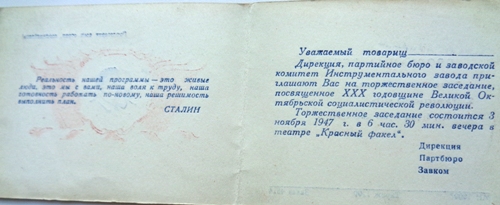 Реальность нашей программы — это живые
люди, это мы с вами, наша воля к труду, наша
готовность работать по-новому, наша решимость
выполнить план.
СТАЛИН
Уважаемый товарищ
Дирекция, партийное бюро и заводской
комитет Инструментального завода при-
глашают Вас на торжественное заседание,
посвященное XXX годовщине Великой Ок-
тябрьской социалистической революции.
Торжественное заседание состоится 3
ноября 1947 г. в 6 час. 30 мин. вечера в
театре „Красный факел".
Дирекция
Партбюро
Завком